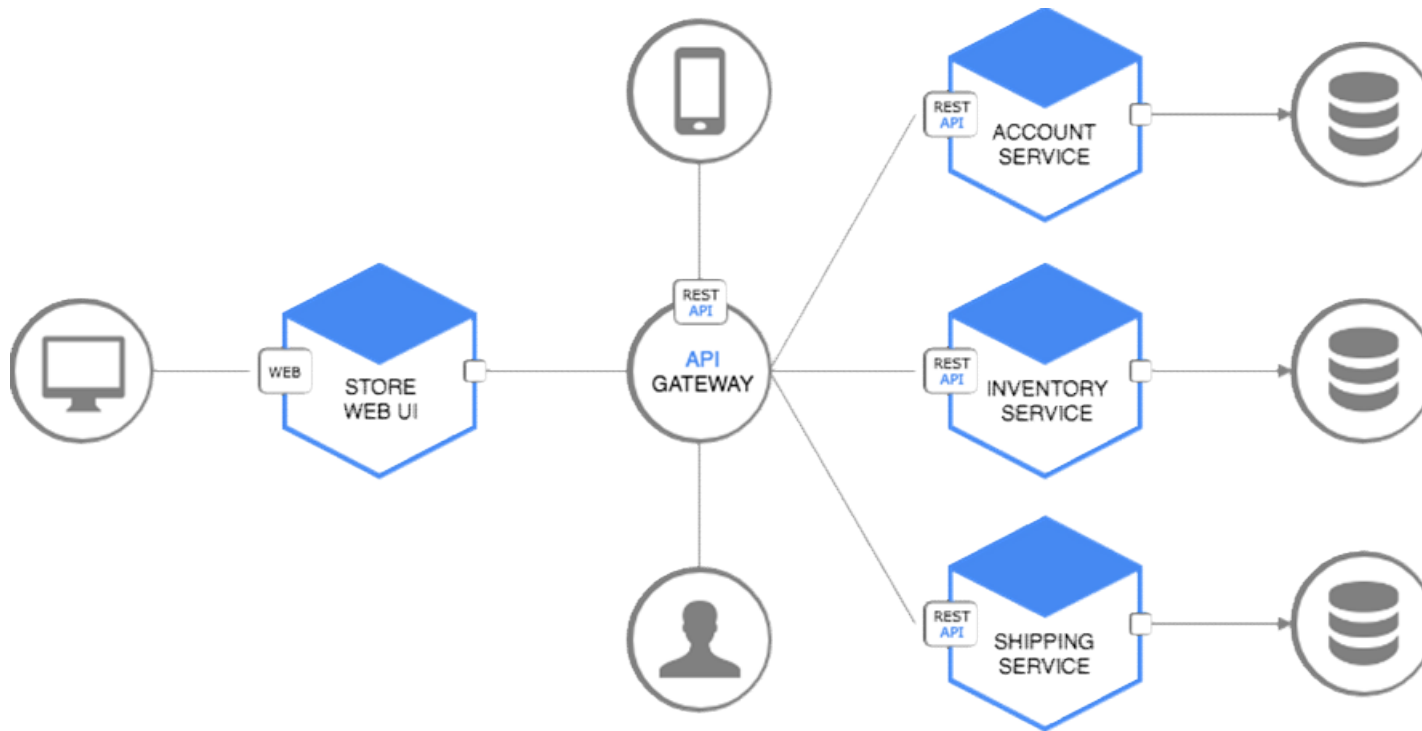 REST
API
ACCOUNT
SERVICE
REST
API
WEB
STORE
WEB UI
API
GATEWAY
REST
API
INVENTORY
SERVICE
REST
API
SHIPPING
SERVICE